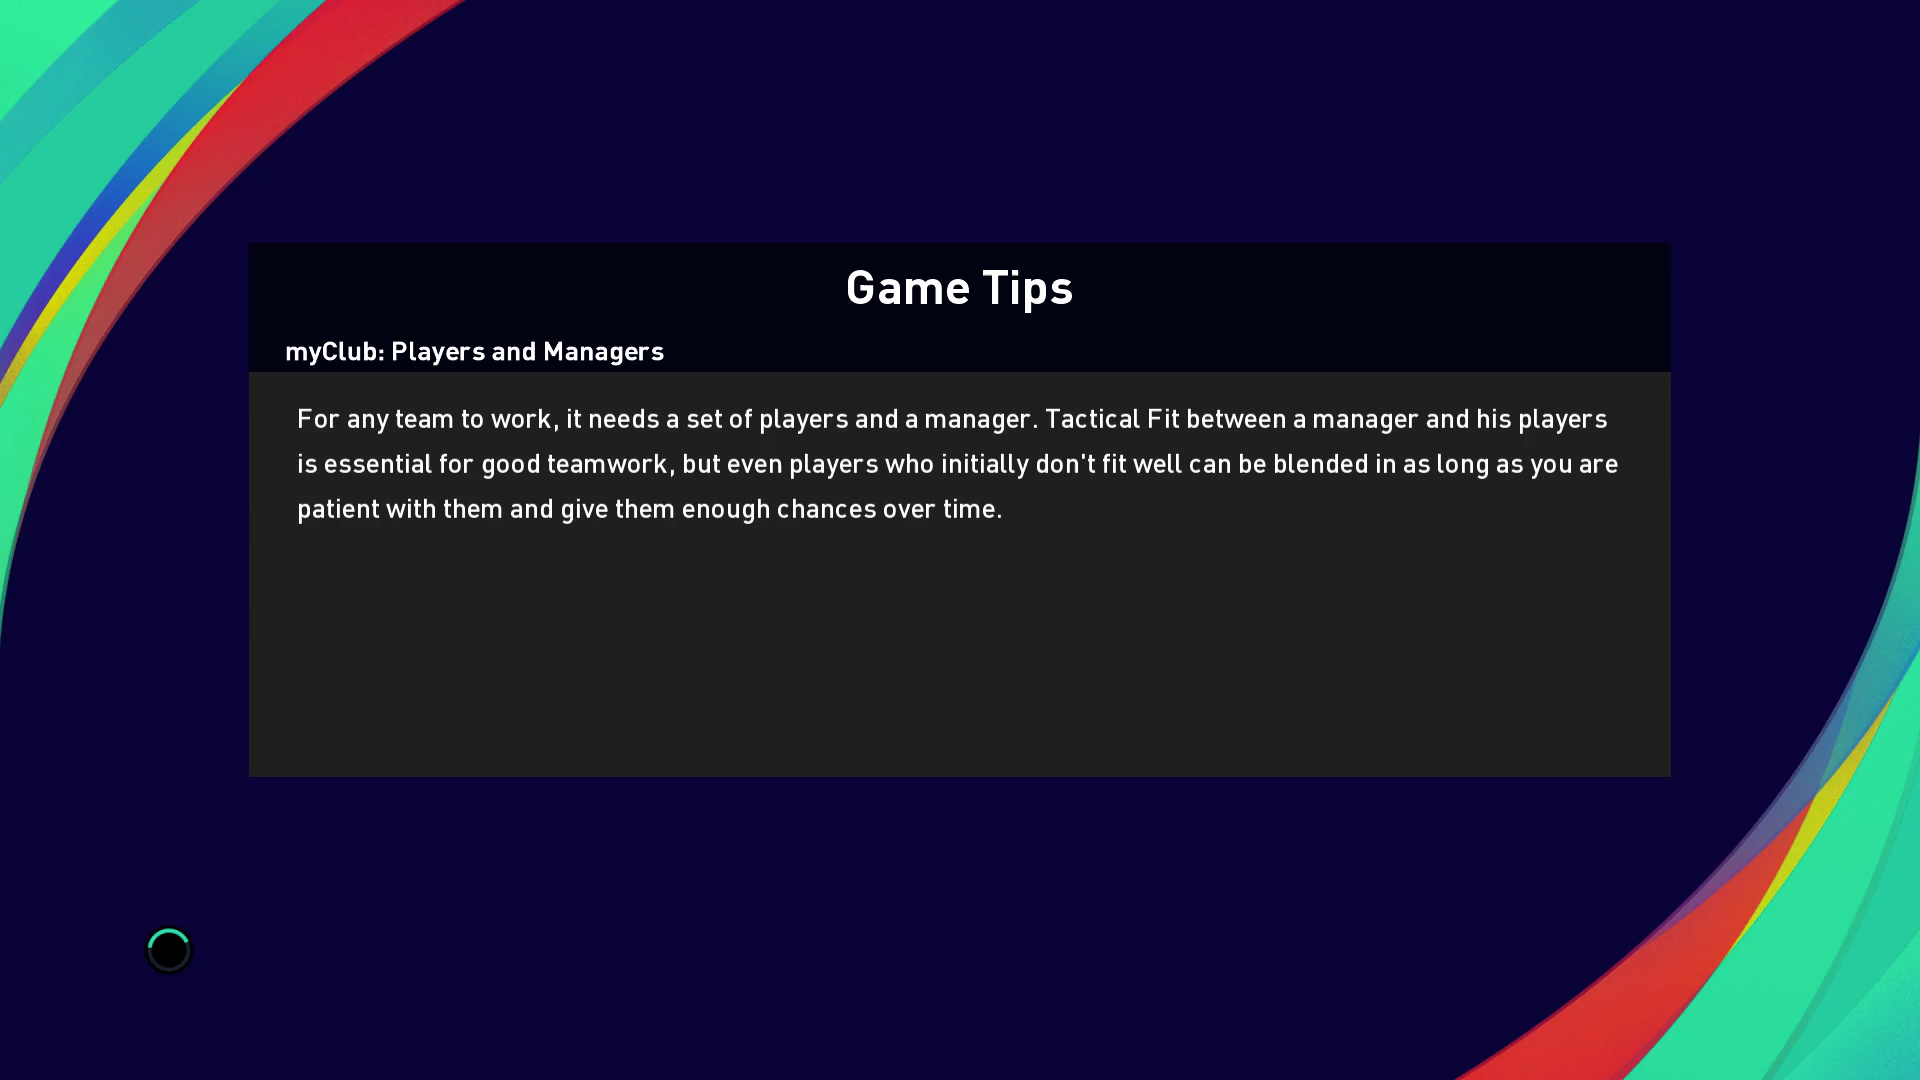 Game Tips
myClub: Players and Managers
For any team to work, it needs a set of players and a manager. Tactical Fit between a manager and his players
is essential for good teamwork, but even players who initially don't fit well can be blended in as long as you are
patient with them and give them enough chances over time.